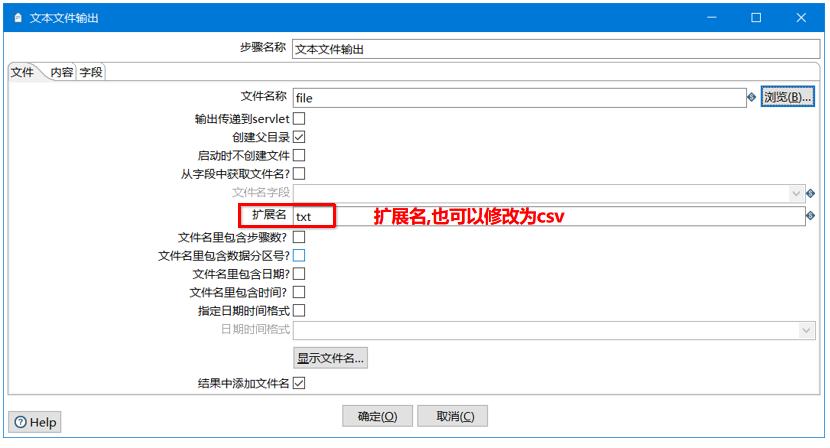 文本文件输出
步骤名称 文本文件输出
文件 内容 字段
文件名称 file 浏览(B)...
输出传递到servlet
创建父目录
启动时不创建文件
从字段中获取文件名?
文件名字段
扩展名 txt 扩展名,也可以修改为csv
文件名里包含步骤数?
文件名里包含数据分区号?
文件名里包含日期?
文件名里包含时间?
指定日期时间格式
日期时间格式
显示文件名...
结果中添加文件名
Help 确定(O) 取消(C)